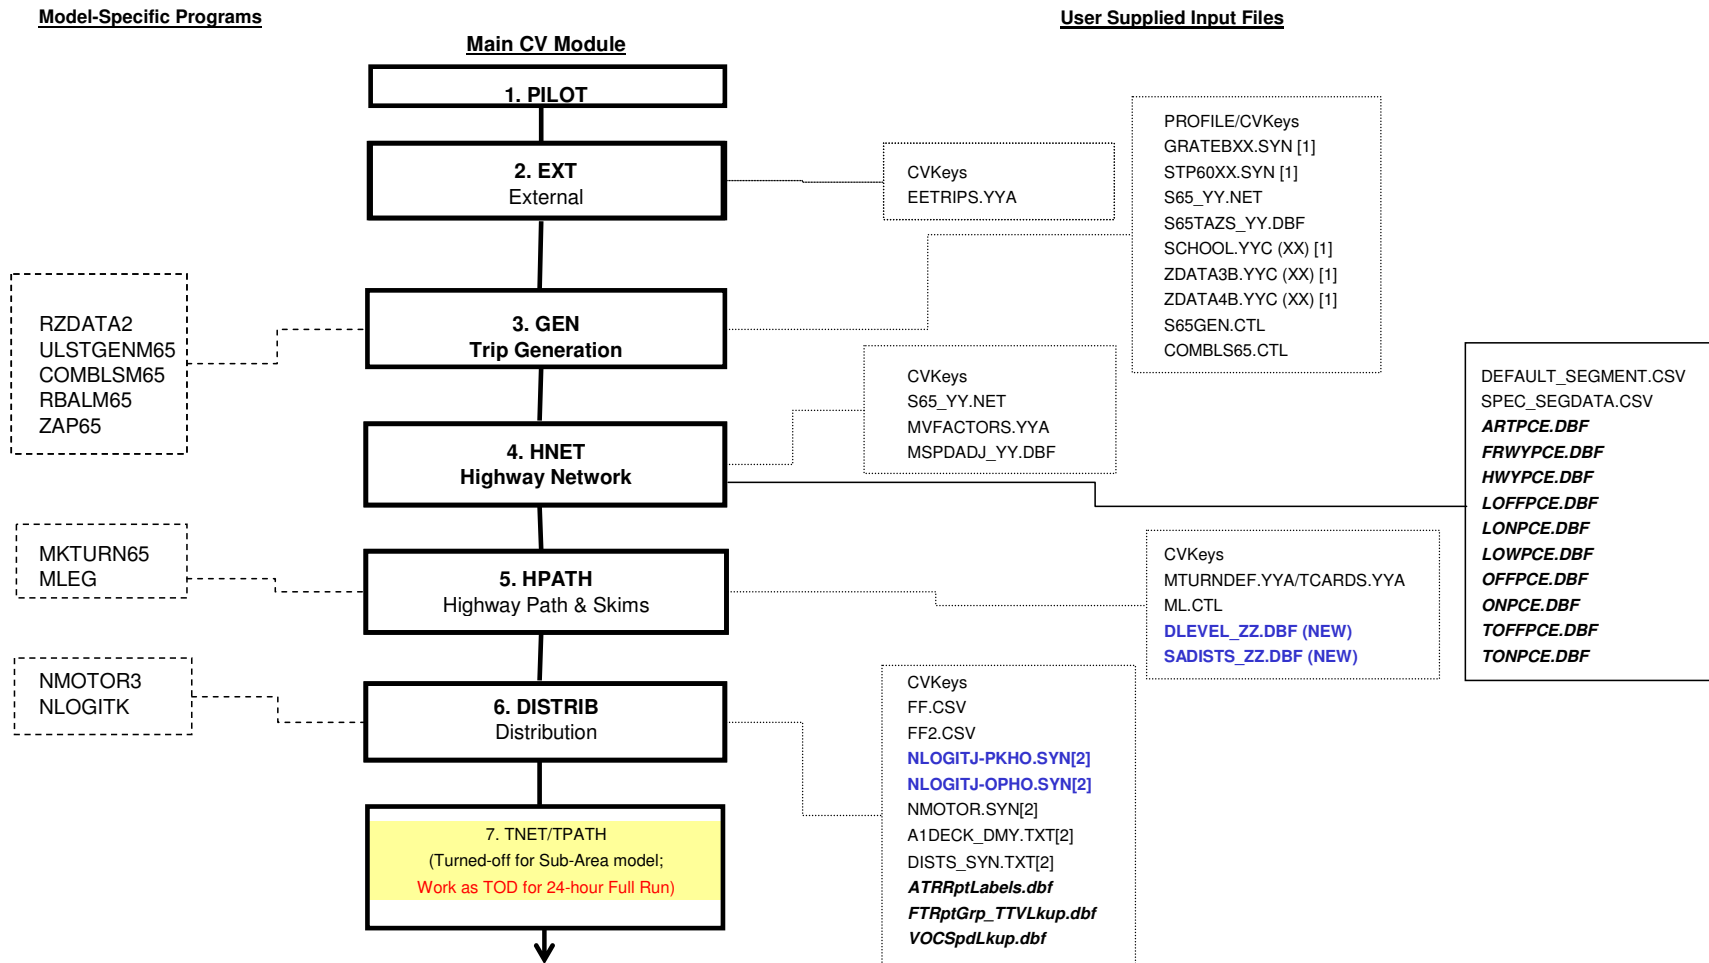 Model-Specific Programs
User Supplied Input Files
Main CV Module
1. PILOT
2. EXT
External
3. GEN
Trip Generation
4. HNET
Highway Network
5. HPATH
Highway Path & Skims
6. DISTRIB
Distribution
7. TNET/TPATH
(Turned-off for Sub-Area model;
Work as TOD for 24-hour Full Run)
RZDATA2
ULSTGENM65
COMBLSM65
RBALM65
ZAP65
MKTURN65
MLEG
NMOTOR3
NLOGITK
CVKeys
EETRIPS.YYA
PROFILE/CVKeys
GRATEBXX.SYN [1]
STP60XX.SYN [1]
S65_YY.NET
S65TAZS_YY.DBF
SCHOOL.YYC (XX) [1]
ZDATA3B.YYC (XX) [1]
ZDATA4B.YYC (XX) [1]
S65GEN.CTL
COMBLS65.CTL
CVKeys
S65_YY.NET
MVFACTORS.YYA
MSPDADJ_YY.DBF
DEFAULT_SEGMENT.CSV
SPEC_SEGDATA.CSV
ARTPCE.DBF
FRWYPCE.DBF
HWYPCE.DBF
LOFFPCE.DBF
LONPCE.DBF
LOWPCE.DBF
OFFPCE.DBF
ONPCE.DBF
TOFFPCE.DBF
TONPCE.DBF
CVKeys
MTURNDEF.YYA/TCARDS.YYA
ML.CTL
DLEVEL_ZZ.DBF (NEW)
SADISTS_ZZ.DBF (NEW)
CVKeys
FF.CSV
FF2.CSV
NLOGITJ-PKHO.SYN[2]
NLOGITJ-OPHO.SYN[2]
NMOTOR.SYN[2]
A1DECK_DMY.TXT[2]
DISTS_SYN.TXT[2]
ATRRptLabels.dbf
FTRptGrp_TTVLkup.dbf
VOCSpdLkup.dbf